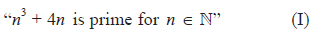 “n³ + 4n is prime for n ∈ ℕ” (I)